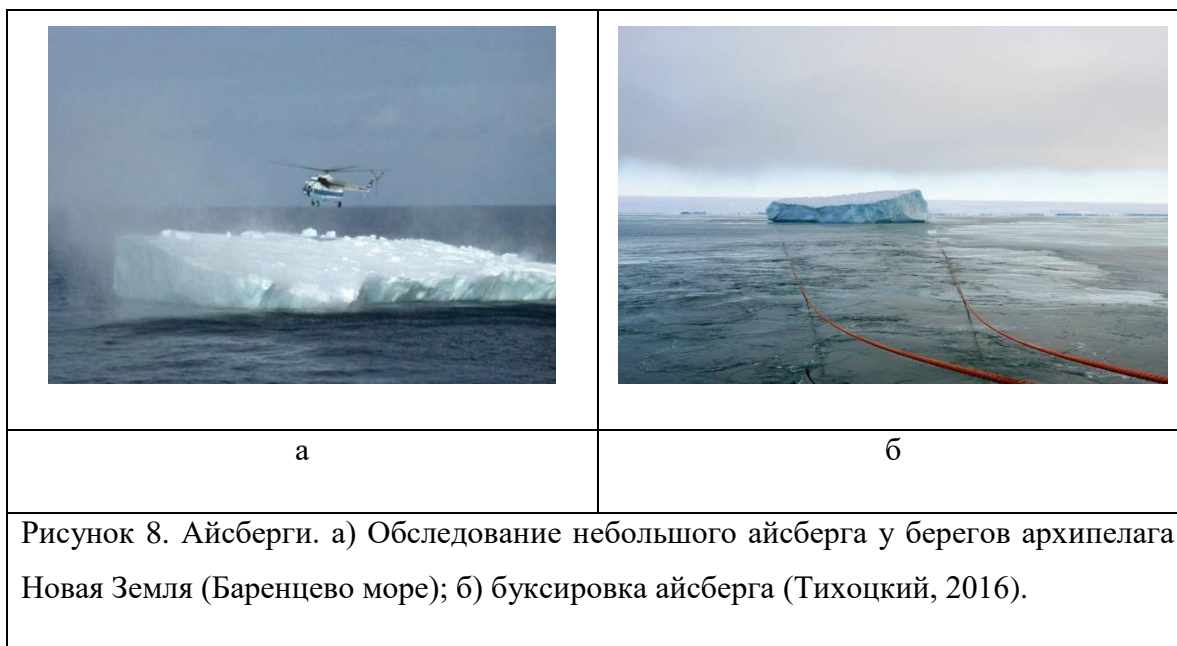 а
б
Рисунок 8. Айсберги. а) Обследование небольшого айсберга у берегов архипелага
Новая Земля (Баренцево море); б) буксировка айсберга (Тихоцкий, 2016).